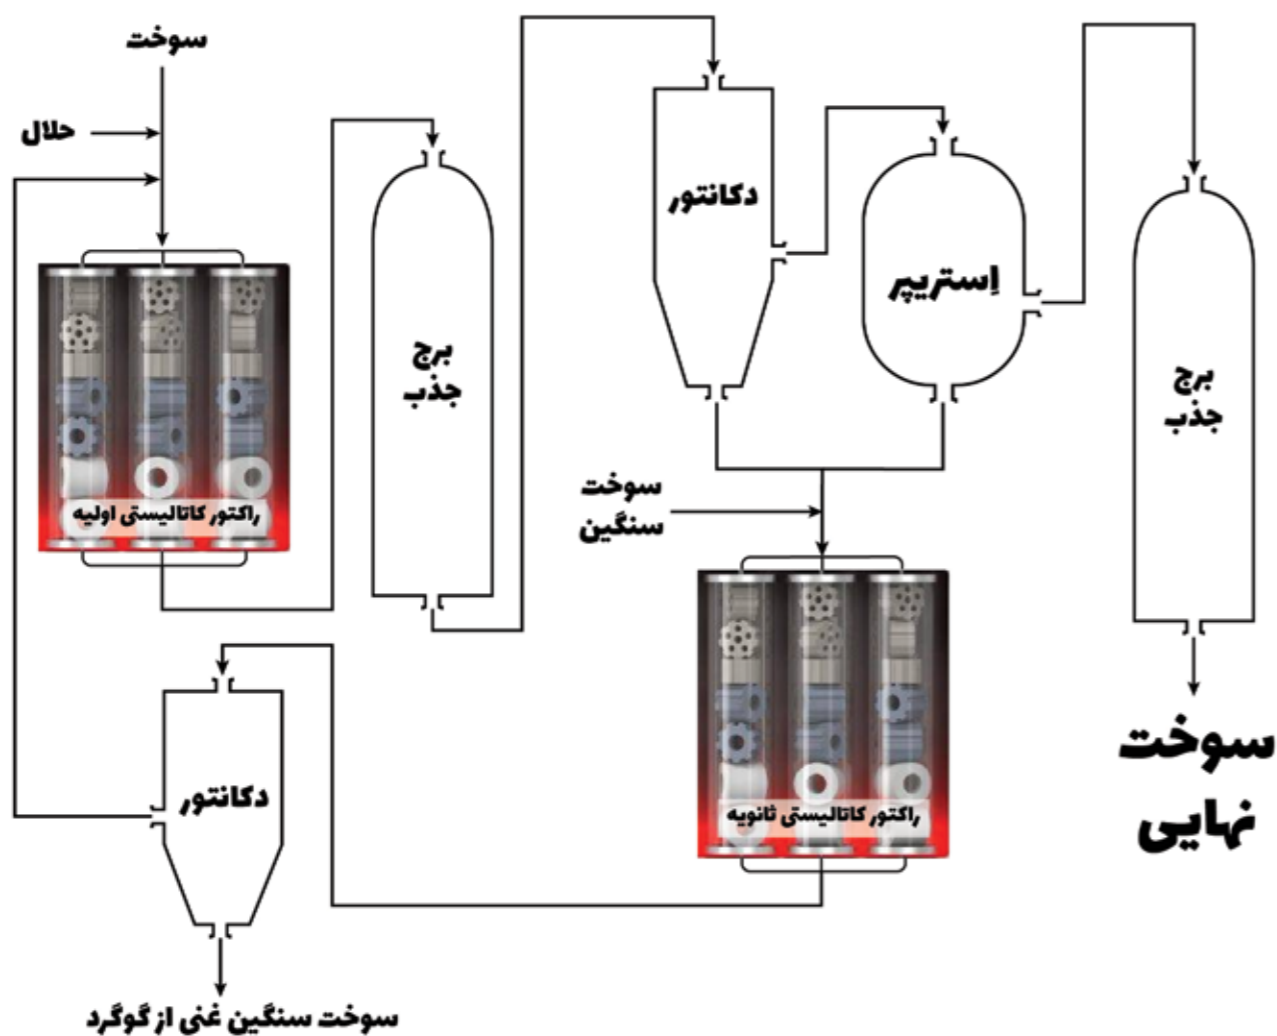 سوخت
حلال
راکتور کاتالیستی اولیه
برج
جذب
دکانتور
اِستریپر
برج
جذب
سوخت
سنگین
راکتور کاتالیستی ثانویه
دکانتور
سوخت
نهایی
سوخت سنگین غنی از گوگرد